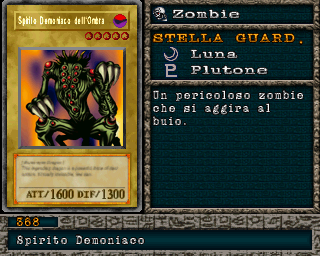 Spirito Demoniaco dell'Ombra
ATT/1600 DIF/1300
Zombie
STELLA GUARD.
Luna
Plutone
Un pericoloso zombie
che si aggira al
buio.
368
Spirito Demoniaco